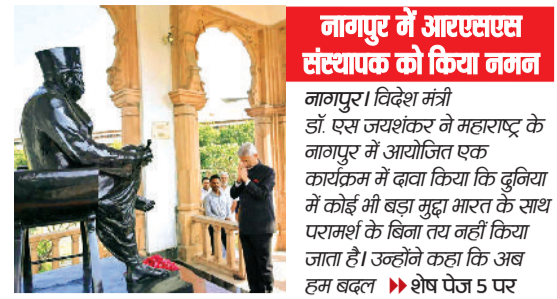 नागपुर में आरएसएस
संस्थापक को किया नमन
नागपुर। विदेश मंत्री
डॉ. एस जयशंकर ने महाराष्ट्र के
नागपुर में आयोजित एक
कार्यक्रम में दावा किया कि दुनिया
में कोई भी बड़ा मुद्दा भारत के साथ
परामर्श के बिना तय नहीं किया
जाता है। उन्होंने कहा कि अब
हम बदल ▶▶ शेष पेज 5 पर